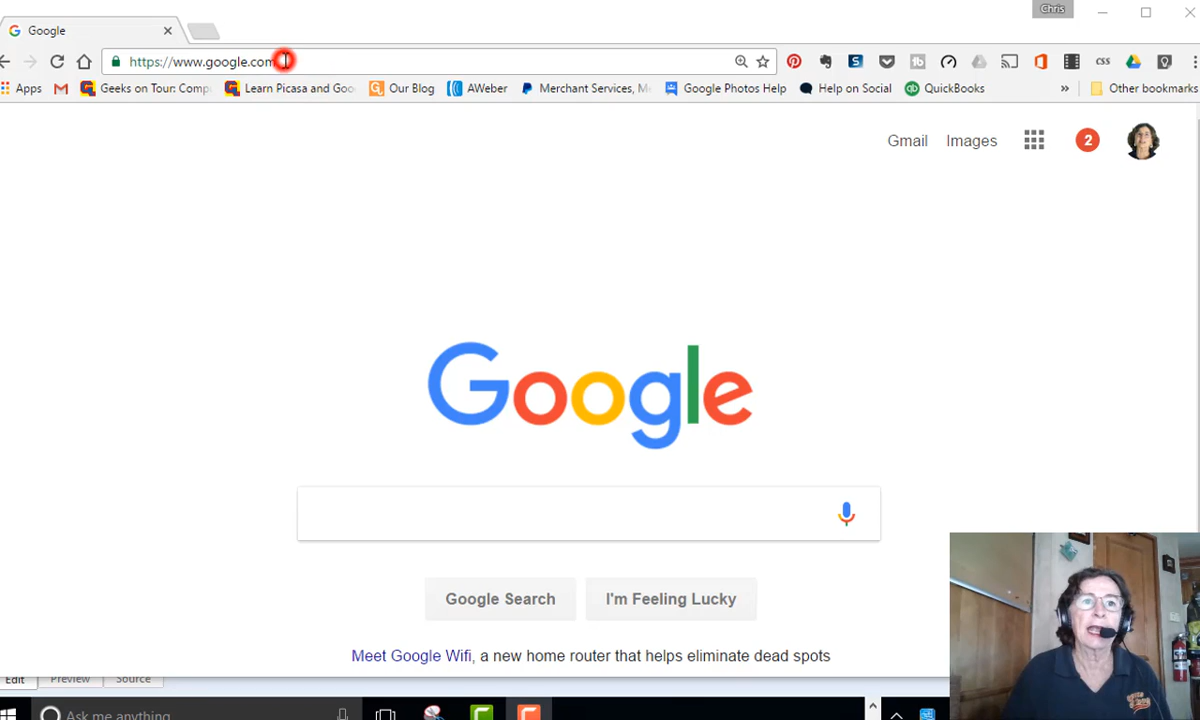 Chris
Google
https://www.google.com
Apps
Geeks on Tour: Comp
Learn Picasa and Goo
Our Blog
AWeber
Merchant Services, M
Google Photos Help
Help on Social
QuickBooks
»
Other bookmarks
css
Gmail
Images
2
Google
Google Search
I'm Feeling Lucky
Meet Google Wifi, a new home router that helps eliminate dead spots
Edit
Preview
Source
Ask me anything